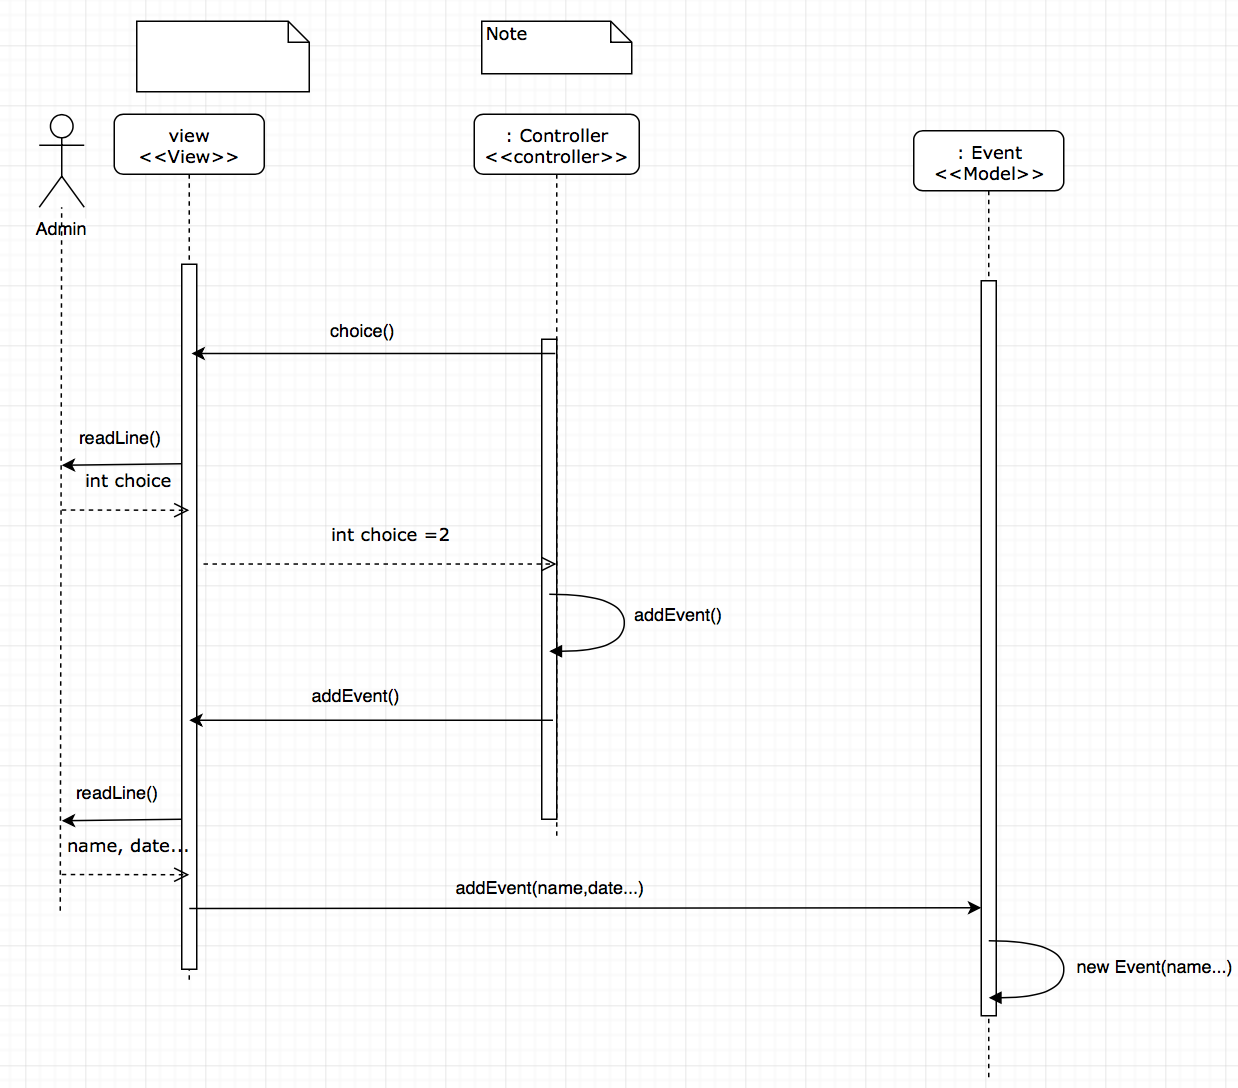 Note
view
<<View>>
: Controller
<<controller>>
: Event
<<Model>>
Admin
choice()
readLine()
int choice
int choice =2
addEvent()
addEvent()
readLine()
name, date...
addEvent(name,date...)
new Event(name...)